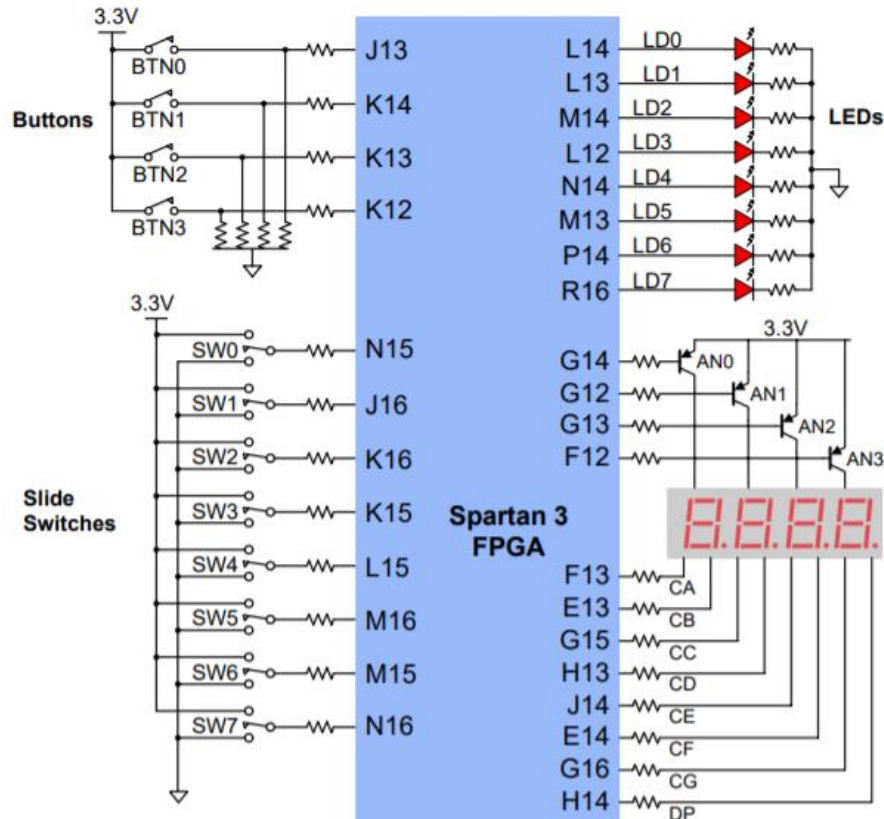 3.3V
BTN0
BTN1
BTN2
BTN3
Buttons
J13
K14
K13
K12
3.3V
SW0
SW1
SW2
SW3
SW4
SW5
SW6
SW7
Slide
Switches
N15
J16
K16
K15
L15
M16
M15
N16
Spartan 3
FPGA
L14 LD0
L13 LD1
M14 LD2
L12 LD3
N14 LD4
M13 LD5
P14 LD6
R16 LD7
LEDs
3.3V
G14 AN0
G12 AN1
G13 AN2
F12 AN3
8.8.8.8.
F13 CA
E13 CB
G15 CC
H13 CD
J14 CE
E14 CF
G16 CG
H14 DP